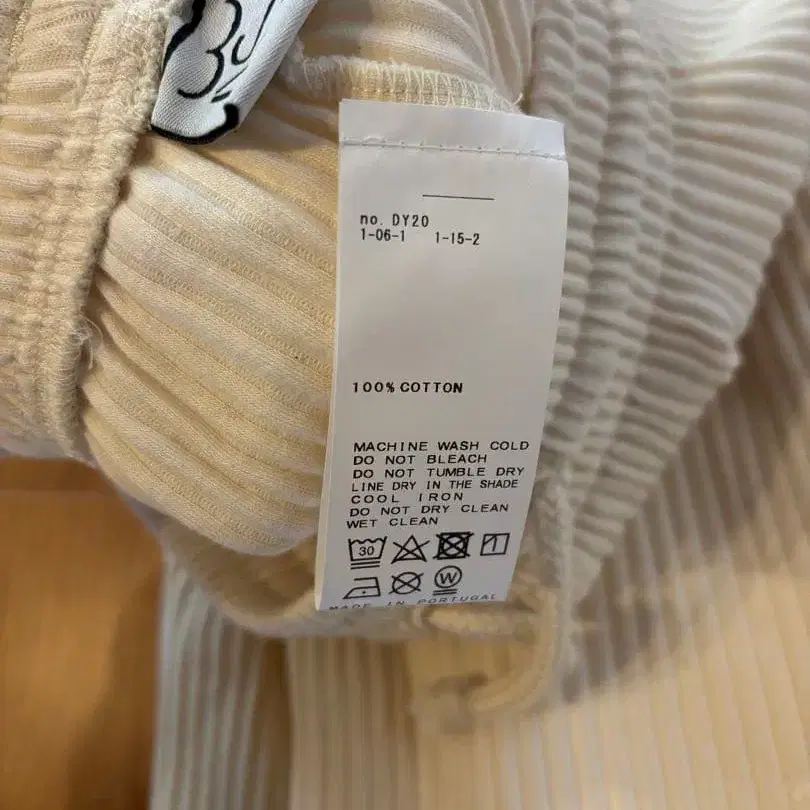 no. DY20
1-06-1 1-15-2
100% COTTON
MACHINE WASH COLD
DO NOT BLEACH
DO NOT TUMBLE DRY
LINE DRY IN THE SHADE
COOL IRON
DO NOT DRY CLEAN
WET CLEAN
30
W
MADE IN PORTUGAL